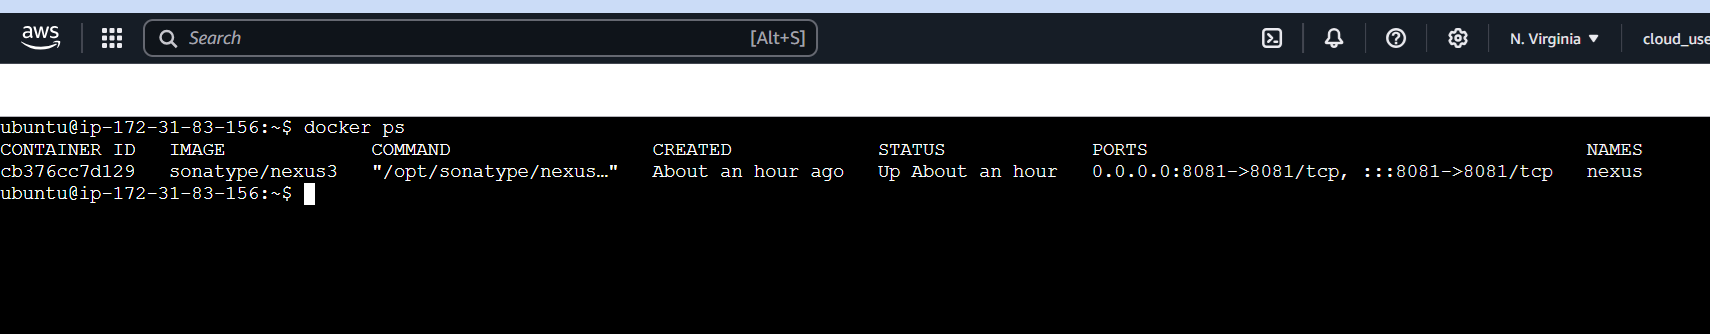 aws Search [Alt+S] N. Virginia cloud_use
ubuntu@ip-172-31-83-156:~$ docker ps
CONTAINER ID IMAGE COMMAND CREATED STATUS PORTS NAMES
cb376cc7d129 sonatype/nexus3 "/opt/sonatype/nexus…" About an hour ago Up About an hour 0.0.0.0:8081->8081/tcp, :::8081->8081/tcp nexus
ubuntu@ip-172-31-83-156:~$